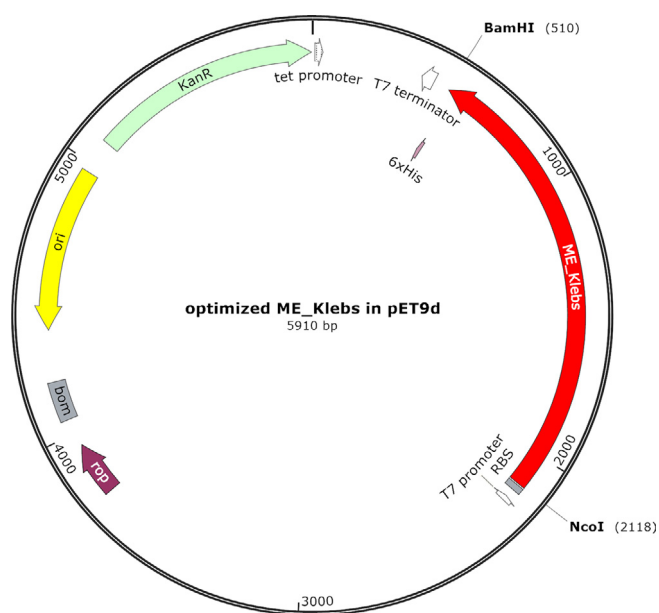 BamHI (510)
KanR
tet promoter
T7 terminator
6xHis
1000
5000
ori
ME_Klebs
optimized ME_Klebs in pET9d
5910 bp
bom
4000
rop
T7 promoter
RBS
2000
NcoI (2118)
3000